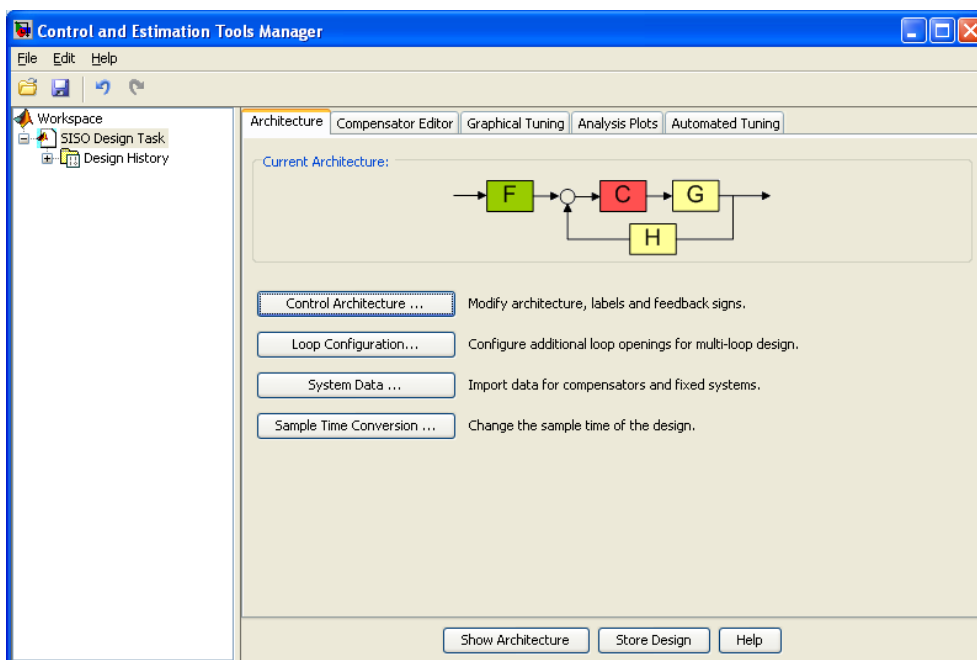 Control and Estimation Tools Manager
File Edit Help
Workspace
SISO Design Task
Design History
Architecture Compensator Editor Graphical Tuning Analysis Plots Automated Tuning
Current Architecture:
F C G
H
Control Architecture ... Modify architecture, labels and feedback signs.
Loop Configuration... Configure additional loop openings for multi-loop design.
System Data ... Import data for compensators and fixed systems.
Sample Time Conversion ... Change the sample time of the design.
Show Architecture Store Design Help